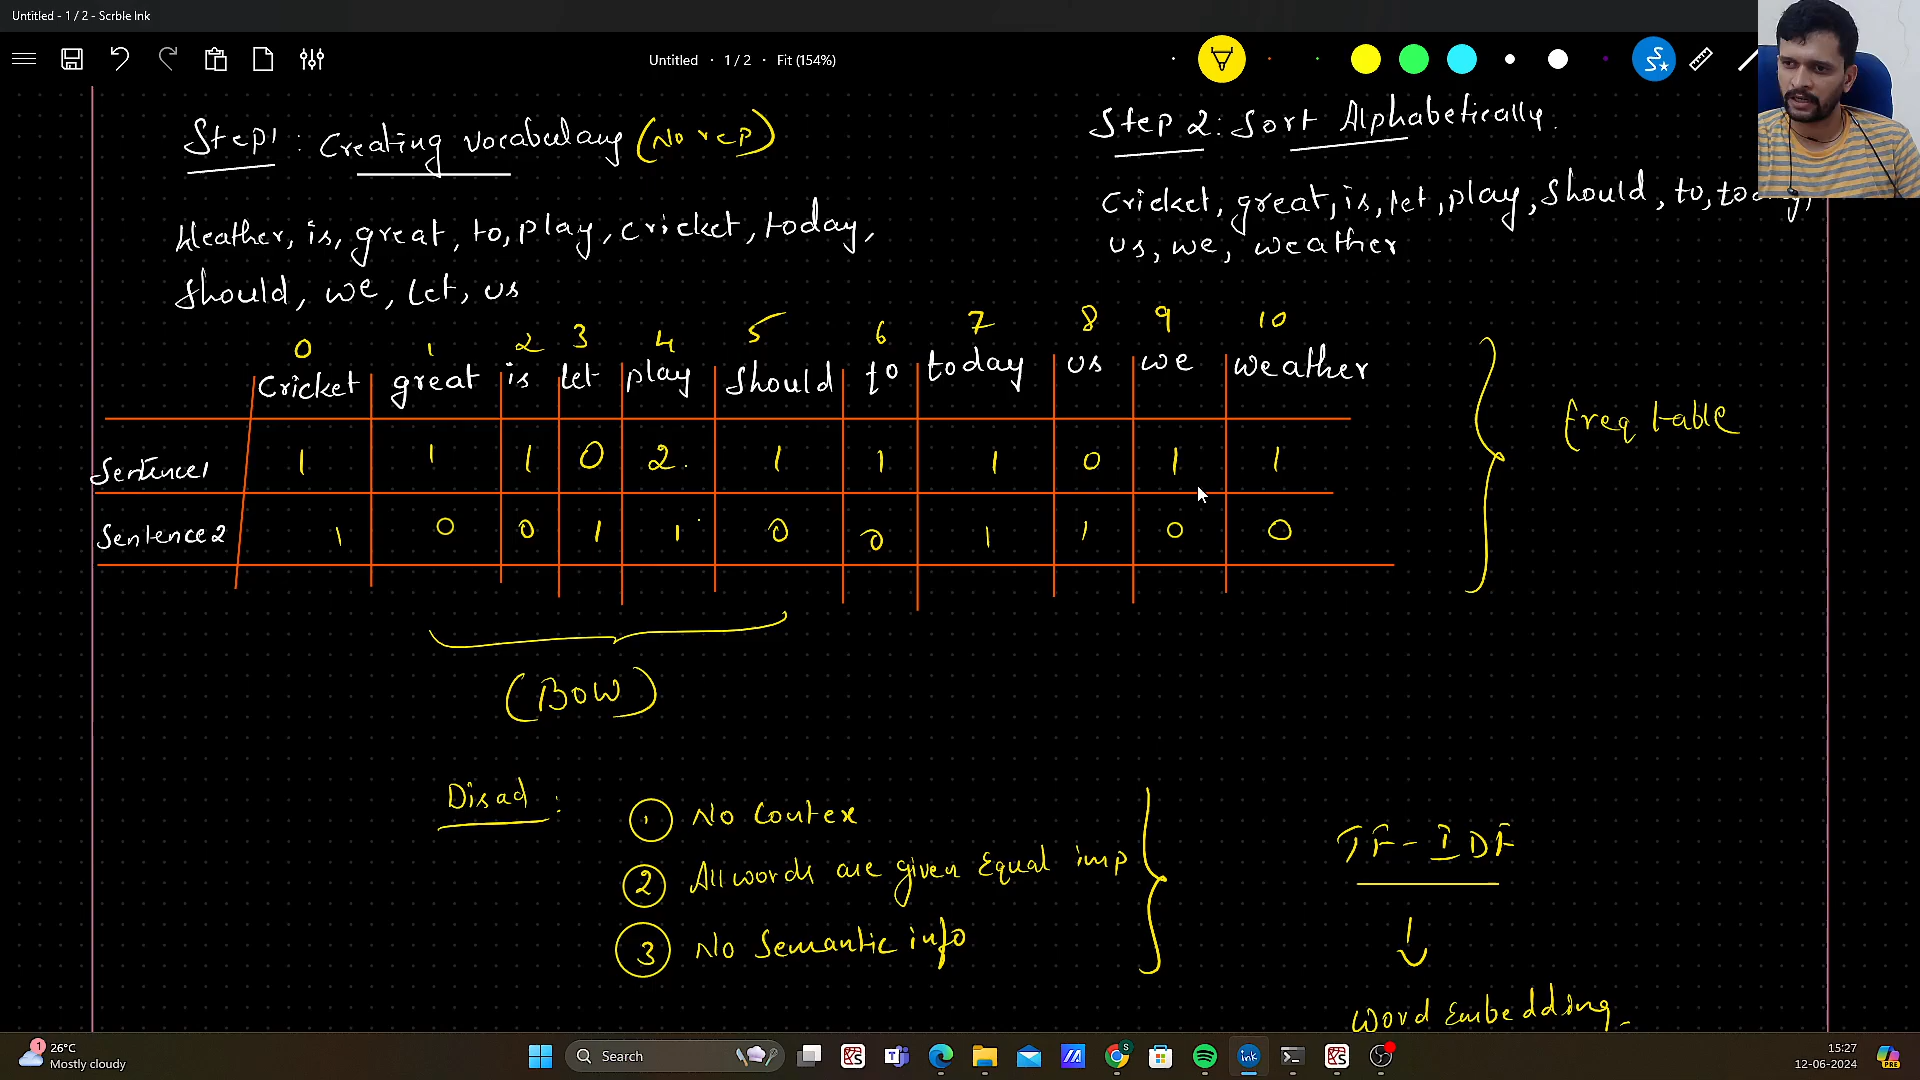 Untitled - 1 / 2 - Scrble Ink
Untitled · 1 / 2 · Fit (154%)
Step1 : Creating vocabulary (No rep)
Weather, is, great, to, play, cricket, today,
should, we, let, us
Step 2: Sort Alphabetically.
Cricket, great, is, let, play, should, to, today,
us, we, weather
0 1 2 3 4 5 6 7 8 9 10
Cricket great is let play should to today us we weather
Sentence1 1 1 1 0 2 1 1 1 0 1 1
Sentence2 1 0 0 1 1 0 0 1 1 0 0
freq table
(BOW)
Disad :
1 No Contex
2 All words are given Equal imp
3 No Semantic info
TF-IDF
Word Embedding
1
26°C
Mostly cloudy
Search
ink
15:27
12-06-2024
PRE